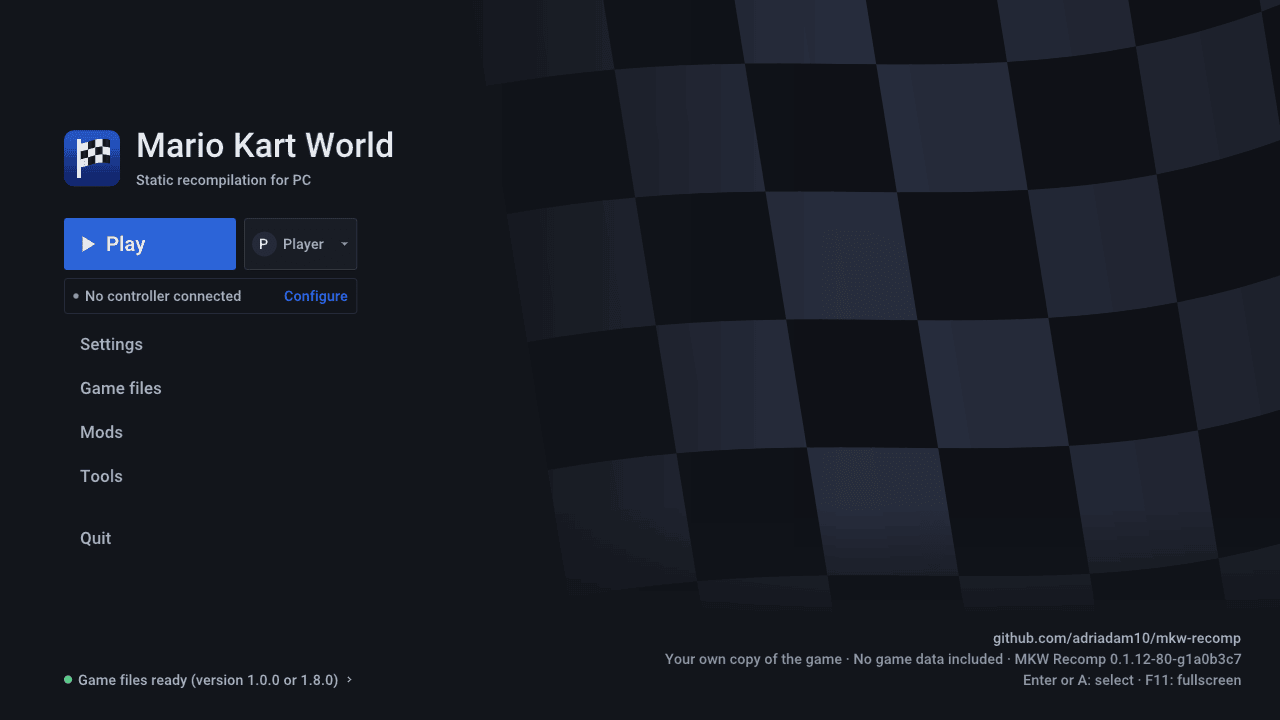 Mario Kart World
Static recompilation for PC
Play
P Player
No controller connected Configure
Settings
Game files
Mods
Tools
Quit
github.com/adriadam10/mkw-recomp
Your own copy of the game · No game data included · MKW Recomp 0.1.12-80-g1a0b3c7
Game files ready (version 1.0.0 or 1.8.0) ›
Enter or A: select · F11: fullscreen